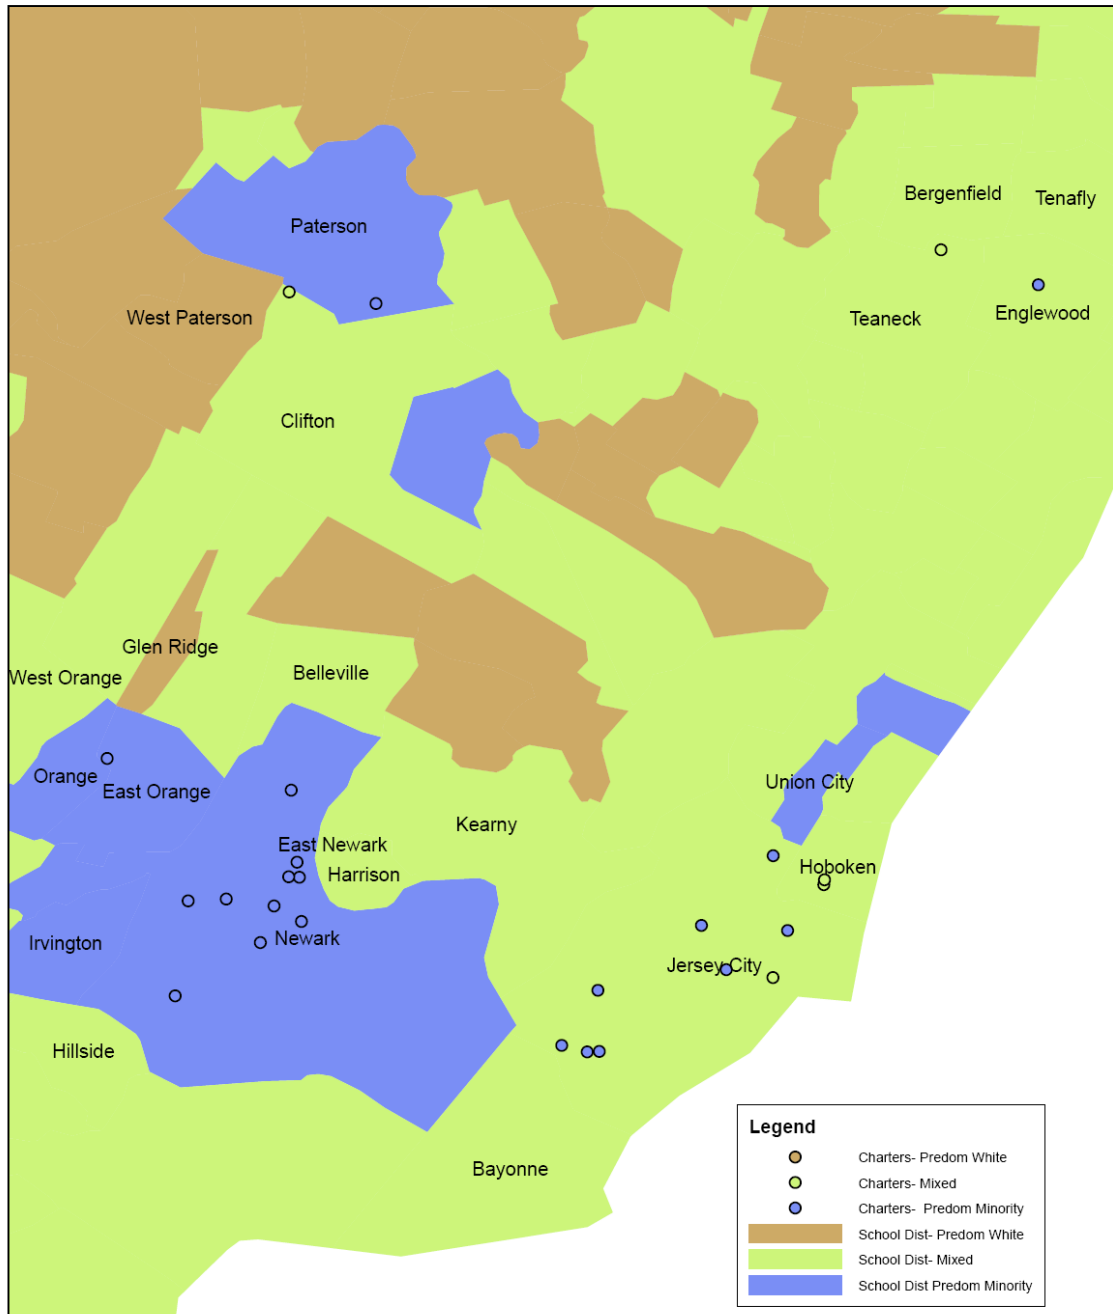 Bergenfield
Tenafly
Paterson
West Paterson
Teaneck
Englewood
Clifton
Glen Ridge
West Orange
Belleville
Orange
East Orange
Union City
Kearny
East Newark
Harrison
Hoboken
Irvington
Newark
Jersey City
Hillside
Bayonne
Legend
Charters- Predom White
Charters- Mixed
Charters- Predom Minority
School Dist- Predom White
School Dist- Mixed
School Dist Predom Minority